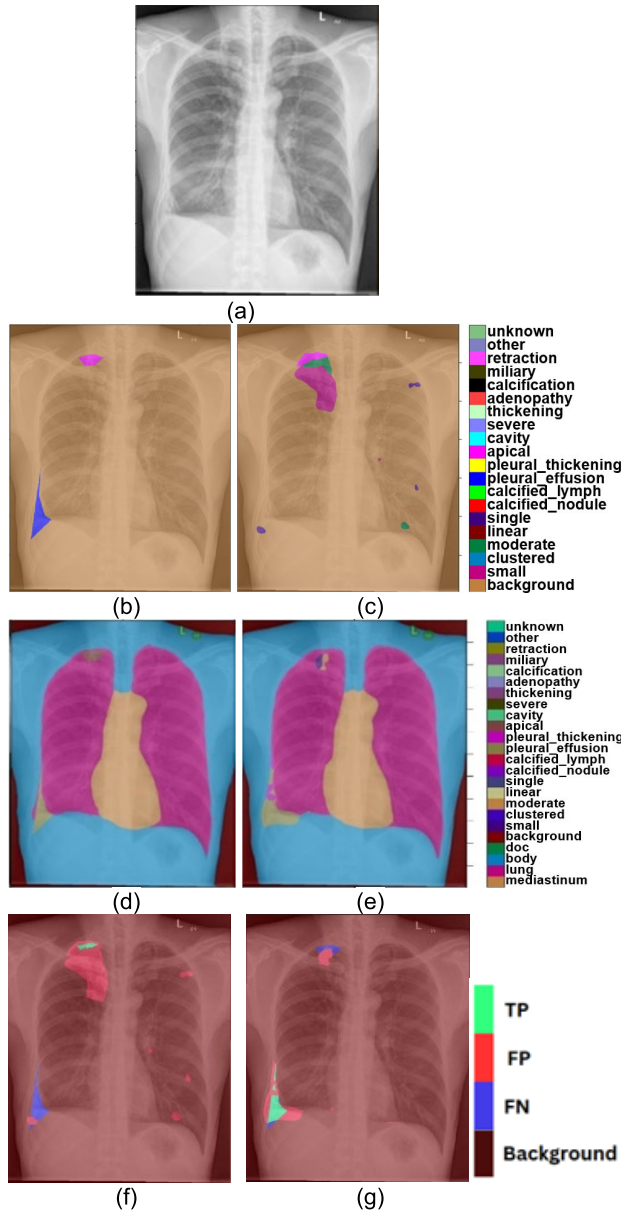 L
(a)
L
L
unknown
other
retraction
miliary
calcification
adenopathy
thickening
severe
cavity
apical
pleural_thickening
pleural_effusion
calcified_lymph
calcified_nodule
single
linear
moderate
clustered
small
background
(b)
(c)
L
L
unknown
other
retraction
miliary
calcification
adenopathy
thickening
severe
cavity
apical
pleural_thickening
pleural_effusion
calcified_lymph
calcified_nodule
single
linear
moderate
clustered
small
background
doc
body
lung
mediastinum
(d)
(e)
L
L
TP
FP
FN
Background
(f)
(g)